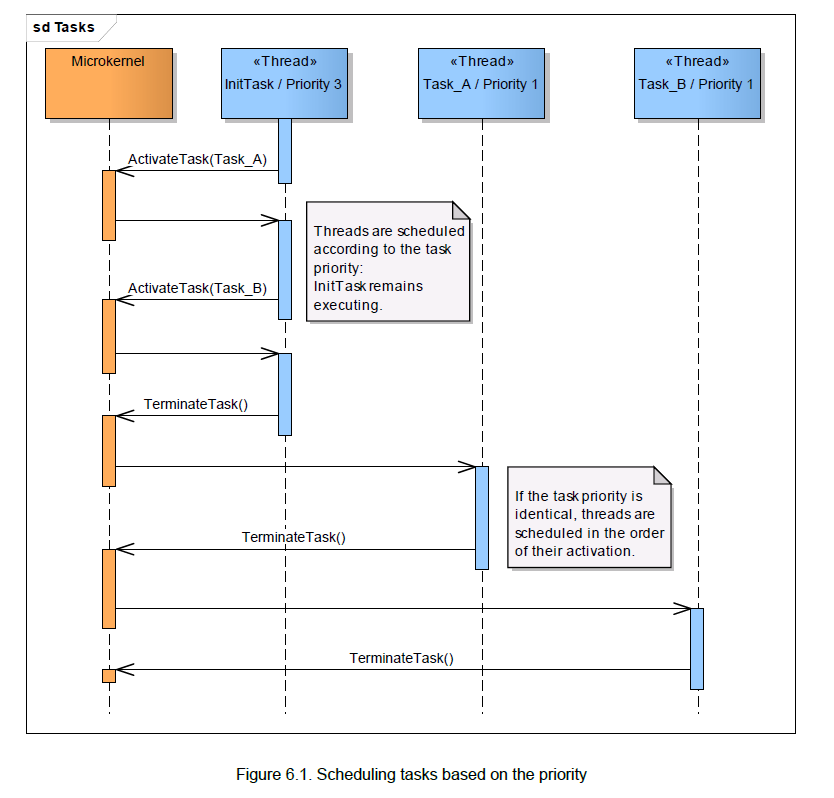 sd Tasks
Microkernel
«Thread»
InitTask / Priority 3
«Thread»
Task_A / Priority 1
«Thread»
Task_B / Priority 1
ActivateTask(Task_A)
Threads are scheduled
according to the task
priority:
InitTask remains
executing.
ActivateTask(Task_B)
TerminateTask()
If the task priority is
identical, threads are
scheduled in the order
of their activation.
TerminateTask()
TerminateTask()
Figure 6.1. Scheduling tasks based on the priority